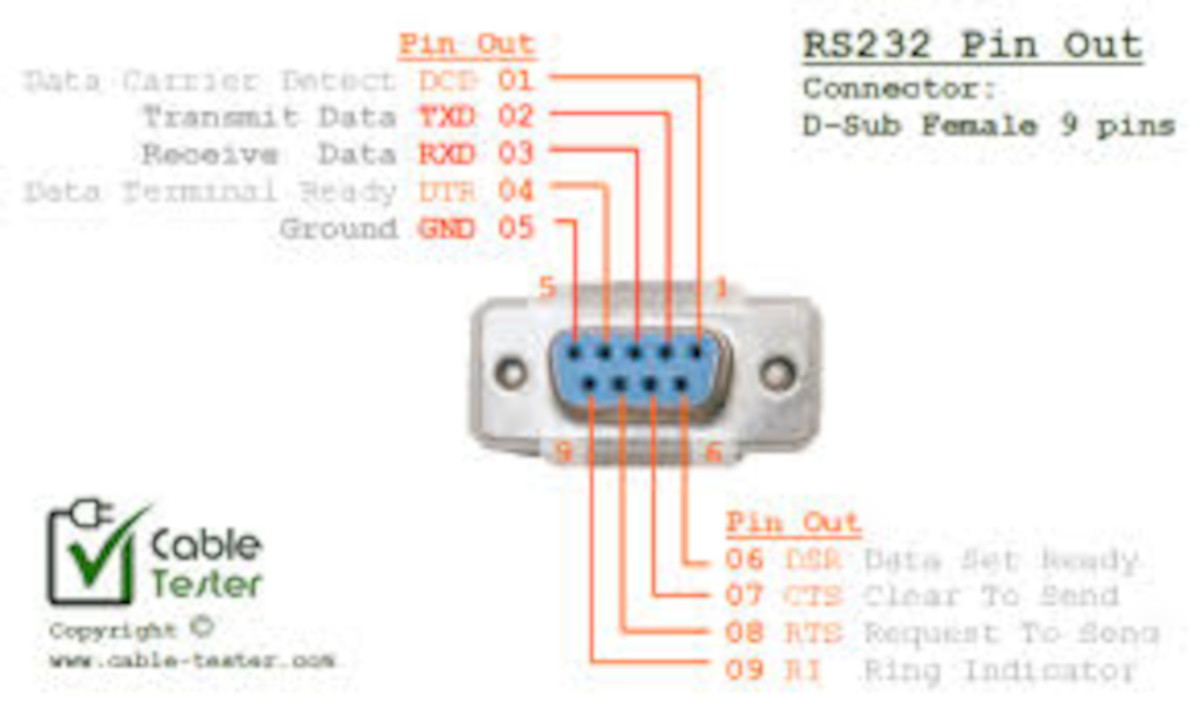 Pin Out
Data Carrier Detect DCD 01
Transmit Data TXD 02
Receive Data RXD 03
Data Terminal Ready DTR 04
Ground GND 05
RS232 Pin Out
Connector:
D-Sub Female 9 pins
5 1
9 6
Pin Out
06 DSR Data Set Ready
07 CTS Clear To Send
08 RTS Request To Send
09 RI Ring Indicator
Cable
Tester
Copyright ©
www.cable-tester.com